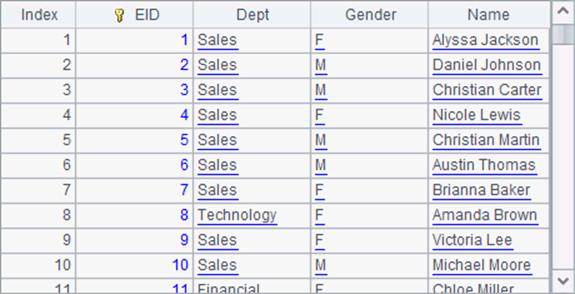 Index EID Dept Gender Name
1 1 Sales F Alyssa Jackson
2 2 Sales M Daniel Johnson
3 3 Sales M Christian Carter
4 4 Sales F Nicole Lewis
5 5 Sales M Christian Martin
6 6 Sales M Austin Thomas
7 7 Sales F Brianna Baker
8 8 Technology F Amanda Brown
9 9 Sales F Victoria Lee
10 10 Sales M Michael Moore
11 11 Financial F Chloe Miller